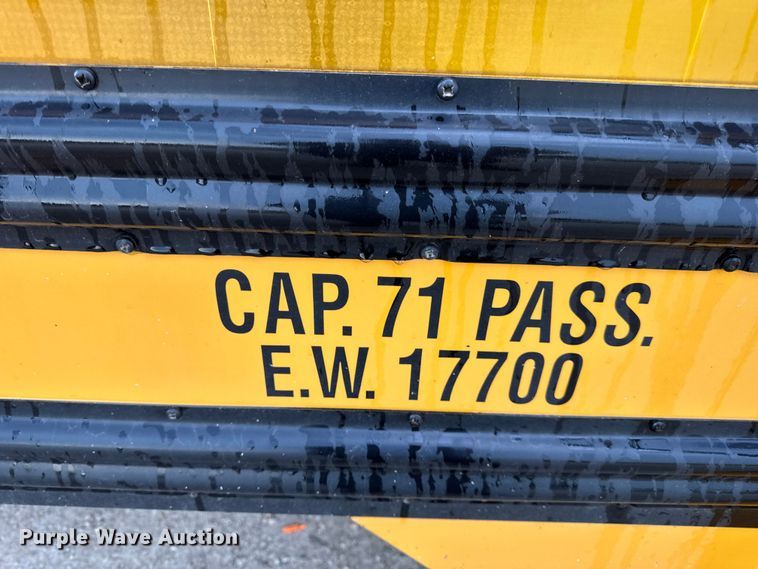 CAP. 71 PASS.
E.W. 17700
Purple Wave Auction